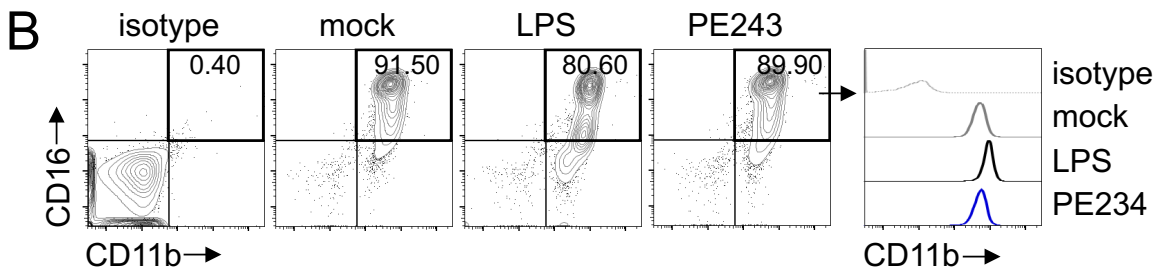 B
isotype mock LPS PE243
0.40 91.50 80.60 89.90
CD16
CD11b
isotype
mock
LPS
PE234
CD11b